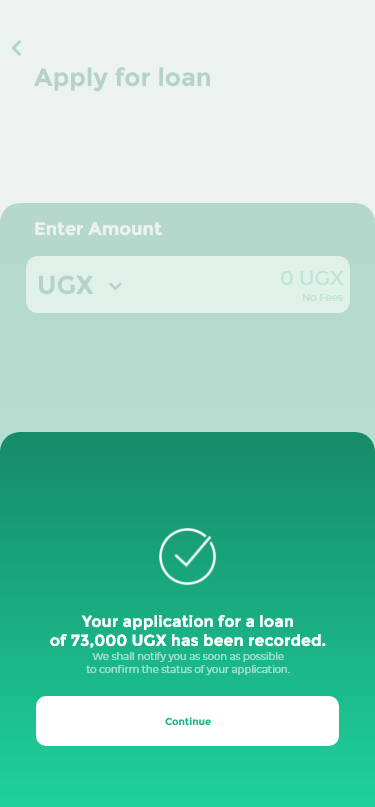 Apply for loan
Enter Amount
UGX
0 UGX
No Fees
Your application for a loan
of 73,000 UGX has been recorded.
We shall notify you as soon as possible
to confirm the status of your application.
Continue